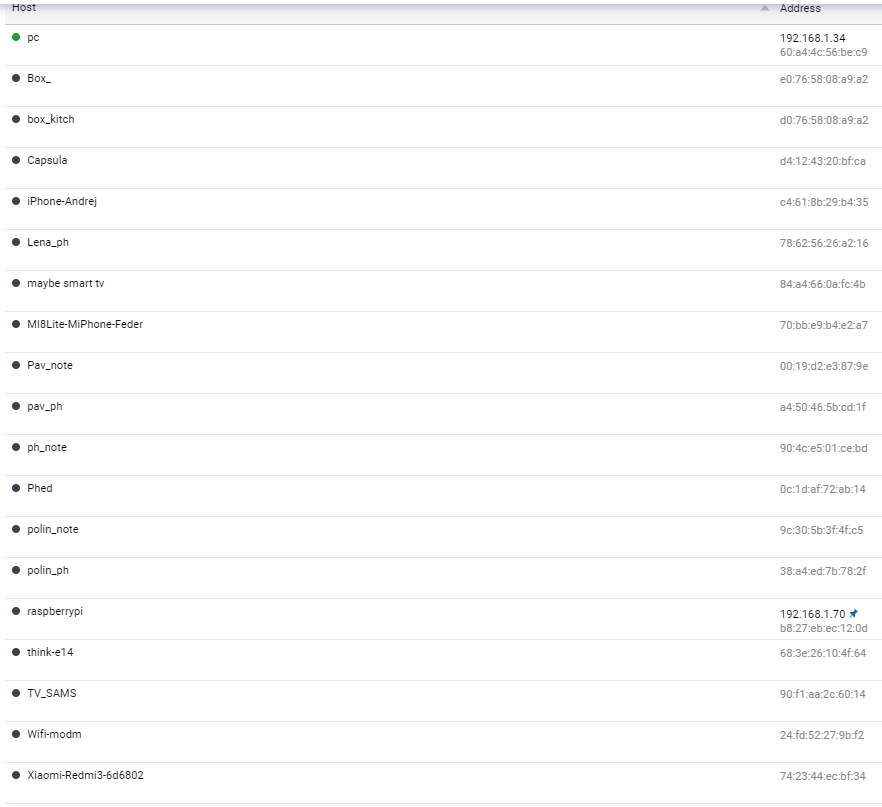 Host Address
pc 192.168.1.34
60:a4:4c:56:be:c9
Box_ e0:76:58:08:a9:a2
box_kitch d0:76:58:08:a9:a2
Capsula d4:12:43:20:bf:ca
iPhone-Andrej c4:61:8b:29:b4:35
Lena_ph 78:62:56:26:a2:16
maybe smart tv 84:a4:66:0a:fc:4b
MI8Lite-MiPhone-Feder 70:bb:e9:b4:e2:a7
Pav_note 00:19:d2:e3:87:9e
pav_ph a4:50:46:5b:cd:1f
ph_note 90:4c:e5:01:ce:bd
Phed 0c:1d:af:72:ab:14
polin_note 9c:30:5b:3f:4f:c5
polin_ph 38:a4:ed:7b:78:2f
raspberrypi 192.168.1.70
b8:27:eb:ec:12:0d
think-e14 68:3e:26:10:4f:64
TV_SAMS 90:f1:aa:2c:60:14
Wifi-modm 24:fd:52:27:9b:f2
Xiaomi-Redmi3-6d6802 74:23:44:ec:bf:34